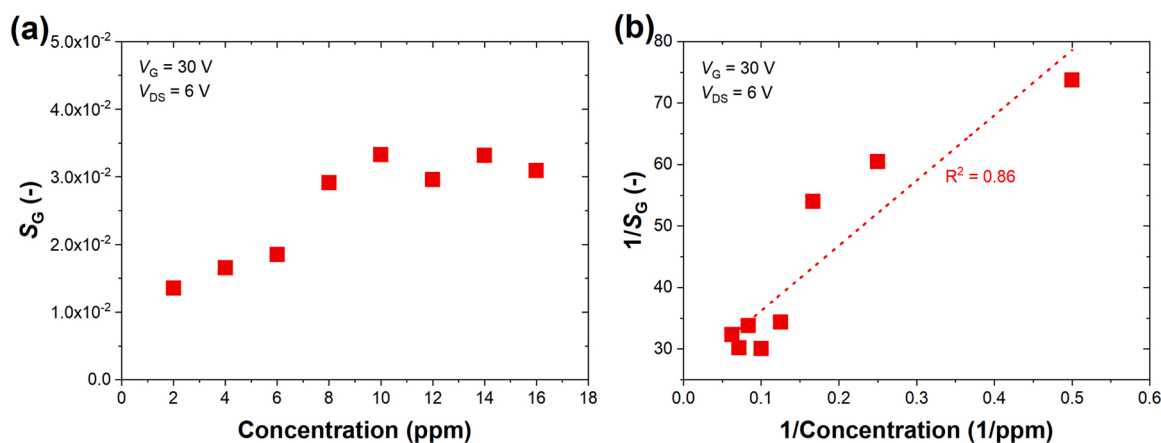 (a)
5.0x10⁻²
4.0x10⁻²
3.0x10⁻²
2.0x10⁻²
1.0x10⁻²
0.0
V_G = 30 V
V_DS = 6 V
S_G (-)
0 2 4 6 8 10 12 14 16 18
Concentration (ppm)
(b)
80
70
60
50
40
30
V_G = 30 V
V_DS = 6 V
R² = 0.86
1/S_G (-)
0.0 0.1 0.2 0.3 0.4 0.5 0.6
1/Concentration (1/ppm)